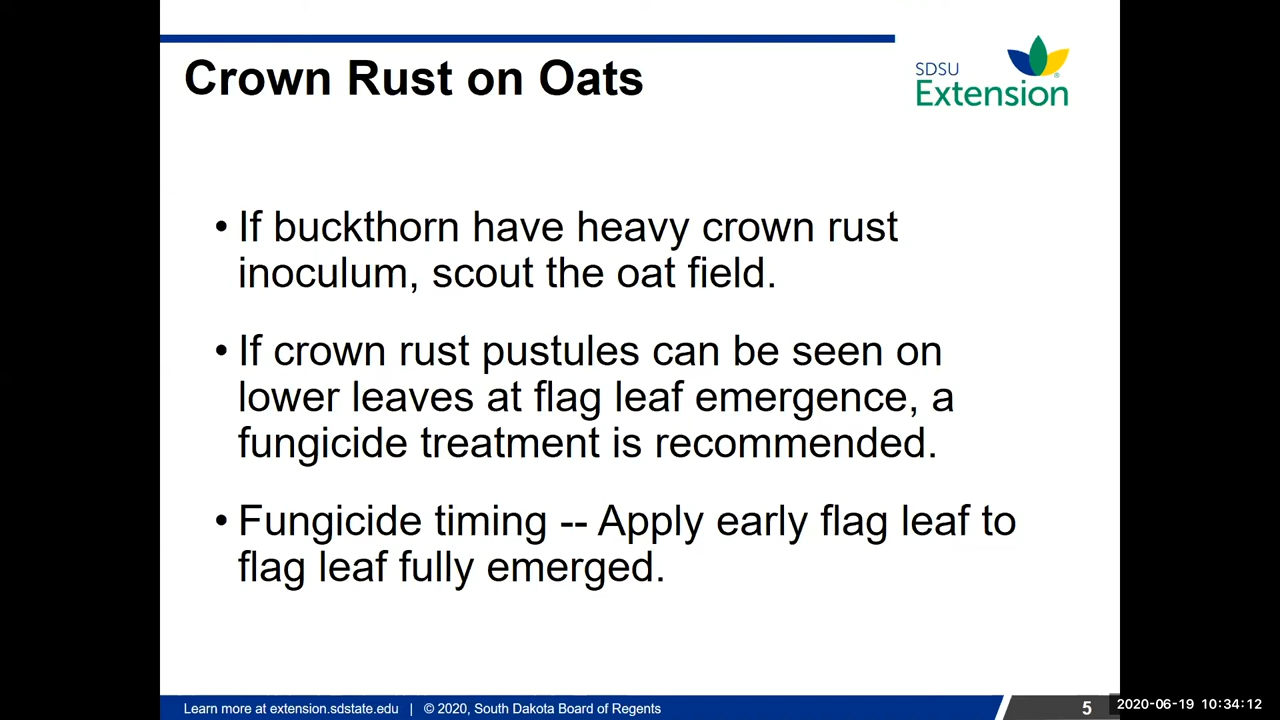 Crown Rust on Oats
SDSU
Extension
• If buckthorn have heavy crown rust
inoculum, scout the oat field.
• If crown rust pustules can be seen on
lower leaves at flag leaf emergence, a
fungicide treatment is recommended.
• Fungicide timing -- Apply early flag leaf to
flag leaf fully emerged.
Learn more at extension.sdstate.edu | © 2020, South Dakota Board of Regents
5
2020-06-19 10:34:12